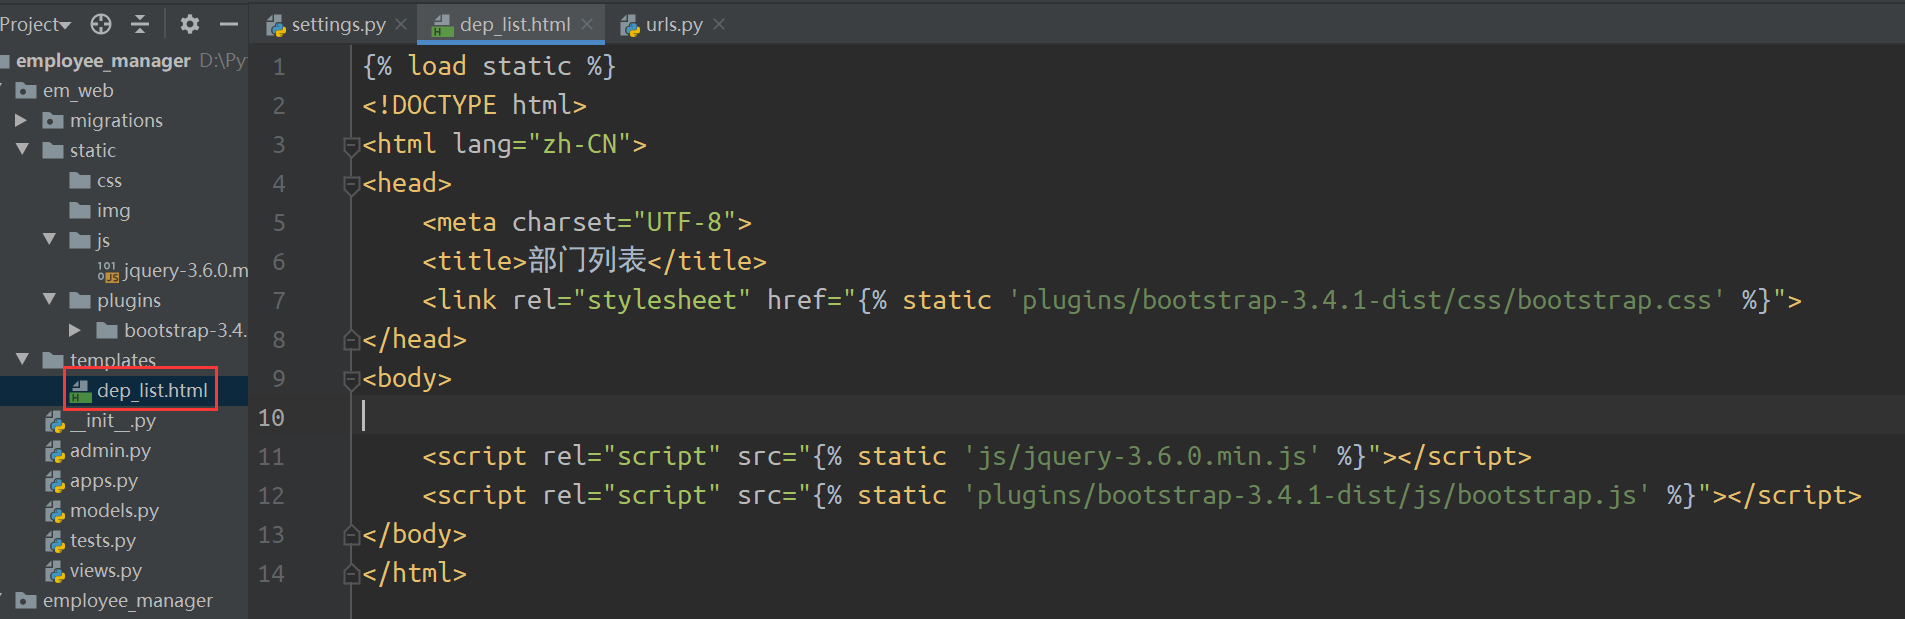 Project
employee_manager D:\Py
em_web
migrations
static
css
img
js
jquery-3.6.0.m
plugins
bootstrap-3.4.
templates
dep_list.html
__init__.py
admin.py
apps.py
models.py
tests.py
views.py
employee_manager
settings.py dep_list.html urls.py
1 {% load static %}
2 <!DOCTYPE html>
3 <html lang="zh-CN">
4 <head>
5 <meta charset="UTF-8">
6 <title>部门列表</title>
7 <link rel="stylesheet" href="{% static 'plugins/bootstrap-3.4.1-dist/css/bootstrap.css' %}">
8 </head>
9 <body>
10
11 <script rel="script" src="{% static 'js/jquery-3.6.0.min.js' %}"></script>
12 <script rel="script" src="{% static 'plugins/bootstrap-3.4.1-dist/js/bootstrap.js' %}"></script>
13 </body>
14 </html>